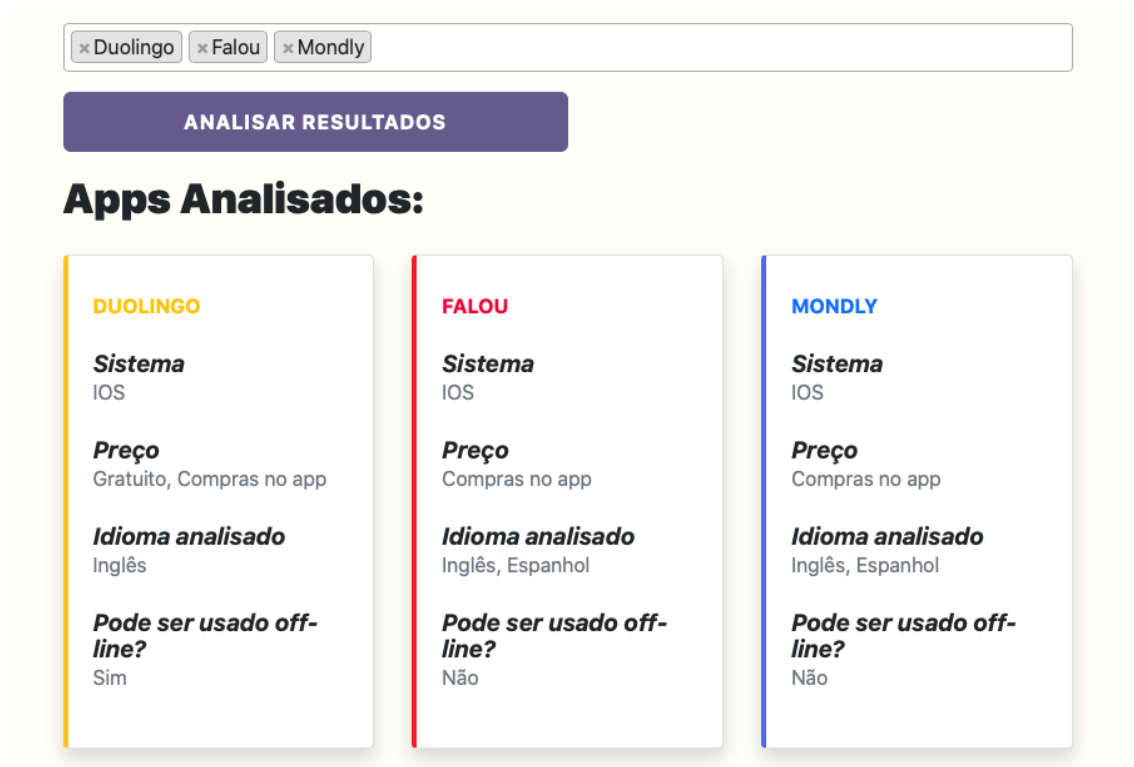 ×Duolingo ×Falou ×Mondly
ANALISAR RESULTADOS
Apps Analisados:
DUOLINGO
Sistema
IOS
Preço
Gratuito, Compras no app
Idioma analisado
Inglês
Pode ser usado off-
line?
Sim
FALOU
Sistema
IOS
Preço
Compras no app
Idioma analisado
Inglês, Espanhol
Pode ser usado off-
line?
Não
MONDLY
Sistema
IOS
Preço
Compras no app
Idioma analisado
Inglês, Espanhol
Pode ser usado off-
line?
Não